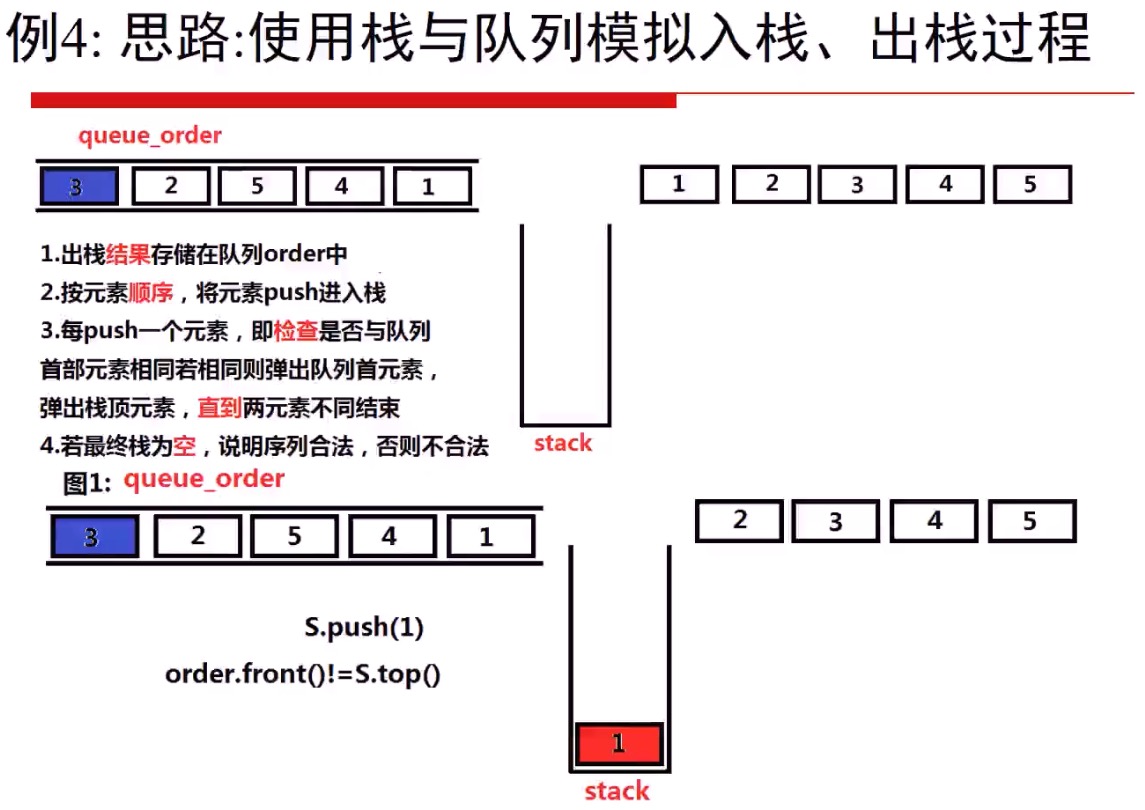 例4: 思路:使用栈与队列模拟入栈、出栈过程
queue_order
3 2 5 4 1
1 2 3 4 5
1.出栈结果存储在队列order中
2.按元素顺序，将元素push进入栈
3.每push一个元素，即检查是否与队列
首部元素相同若相同则弹出队列首元素，
弹出栈顶元素，直到两元素不同结束
4.若最终栈为空，说明序列合法，否则不合法
stack
图1: queue_order
3 2 5 4 1
2 3 4 5
S.push(1)
order.front()!=S.top()
1
stack